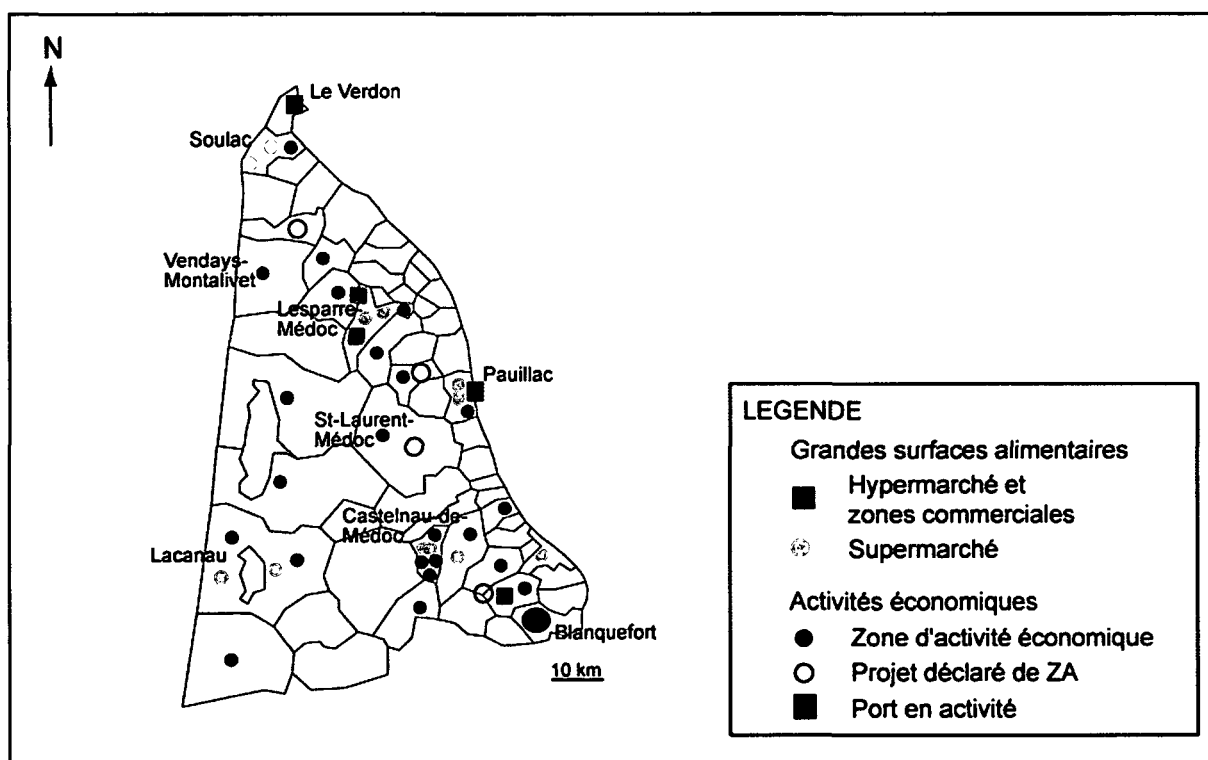 N
Le Verdon
Soulac
Vendays-
Montalivet
Lesparre-
Médoc
Pauillac
St-Laurent-
Médoc
Castelnau-de-
Médoc
Lacanau
Blanquefort
10 km
LEGENDE
Grandes surfaces alimentaires
Hypermarché et
zones commerciales
Supermarché
Activités économiques
Zone d'activité économique
Projet déclaré de ZA
Port en activité